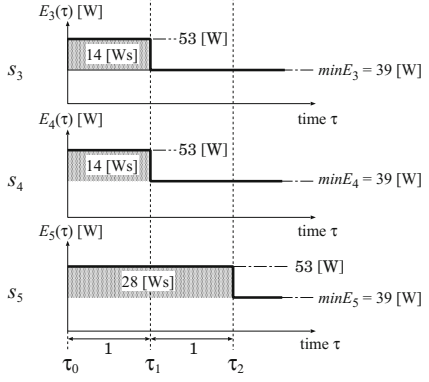 E₃(τ) [W]
53 [W]
14 [Ws]
s₃
minE₃ = 39 [W]
time τ
E₄(τ) [W]
53 [W]
14 [Ws]
s₄
minE₄ = 39 [W]
time τ
E₅(τ) [W]
53 [W]
28 [Ws]
s₅
minE₅ = 39 [W]
time τ
1 1
τ₀ τ₁ τ₂